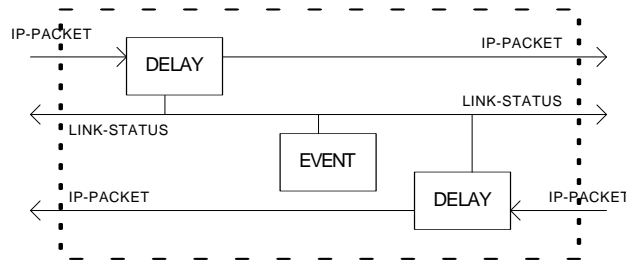 IP-PACKET
IP-PACKET
DELAY
LINK-STATUS
LINK-STATUS
EVENT
IP-PACKET
DELAY
IP-PACKET